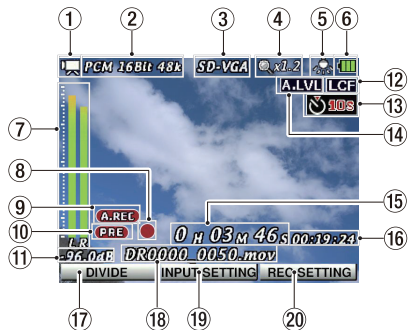 1 2 3 4 5 6
PCM 16Bit 48k SD-VGA x1.2
A.LVL LCF 12
10s 13
14
7
8
9 A.REC
10 PRE
15
0 H 03 M 46 S 00:19:24 16
L R
11 -96.0dB DR0000_0050.mov
DIVIDE INPUT SETTING REC SETTING
17 18 19 20